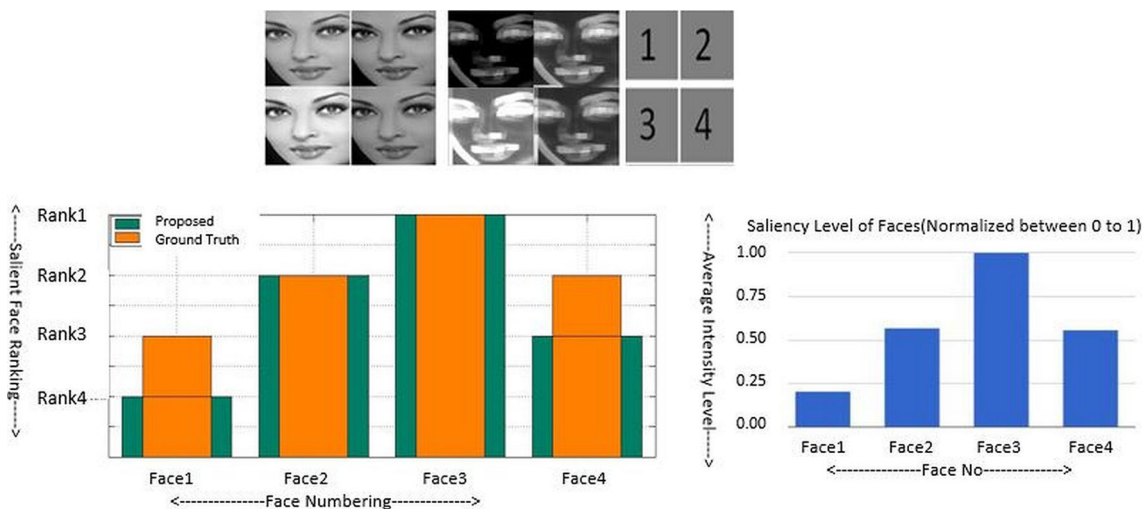 1 2
3 4
<-----Salient Face Ranking----->
Rank1
Rank2
Rank3
Rank4
Proposed
Ground Truth
Face1 Face2 Face3 Face4
<---------------Face Numbering-------------->
Saliency Level of Faces(Normalized between 0 to 1)
<-----Average Intensity Level---->
1.00
0.75
0.50
0.25
0.00
Face1 Face2 Face3 Face4
<---------------Face No------------->